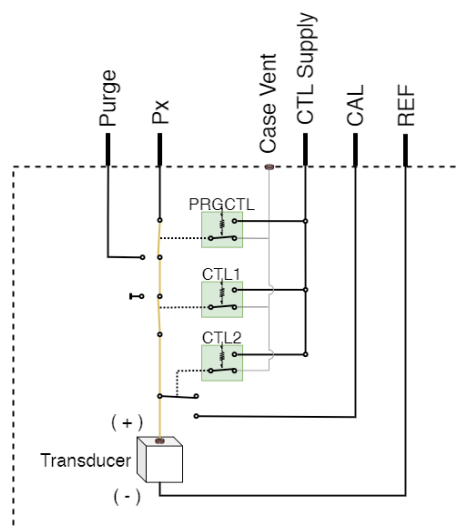 Purge
Px
Case Vent
CTL Supply
CAL
REF
PRGCTL
CTL1
CTL2
(+)
Transducer
(-)